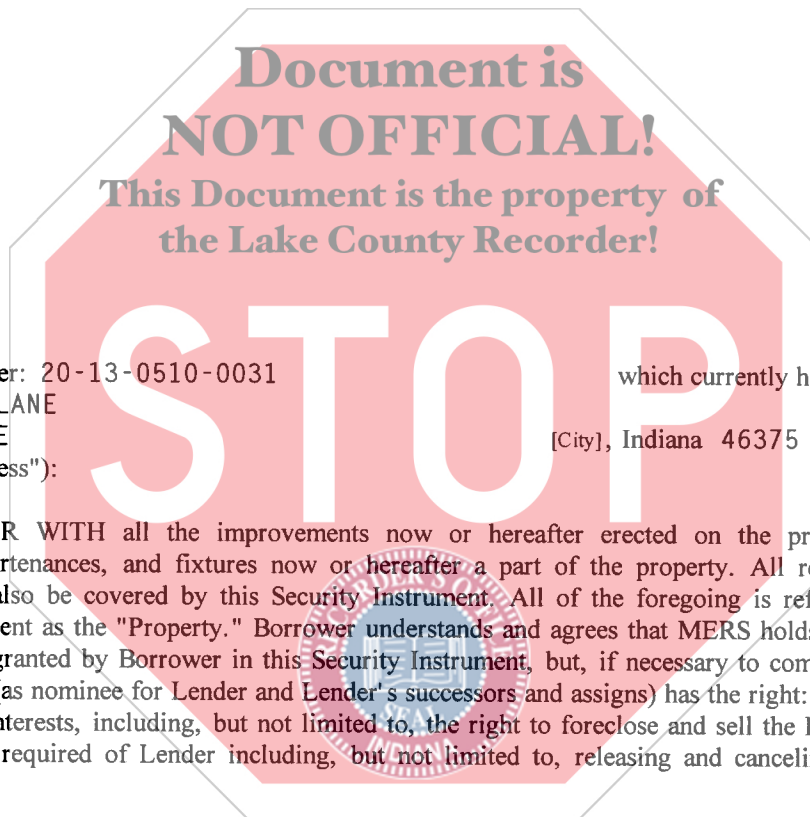 Document is
NOT OFFICIAL!
This Document is the property of
the Lake County Recorder!
STOP
er: 20-13-0510-0031 which currently h
LANE
E [City], Indiana 46375
ess"):
R WITH all the improvements now or hereafter erected on the pr
rtenances, and fixtures now or hereafter a part of the property. All r
also be covered by this Security Instrument. All of the foregoing is ref
ent as the "Property." Borrower understands and agrees that MERS holds
granted by Borrower in this Security Instrument, but, if necessary to com
(as nominee for Lender and Lender's successors and assigns) has the right:
nterests, including, but not limited to, the right to foreclose and sell the
required of Lender including, but not limited to, releasing and canceli
SEAL
INDIANA